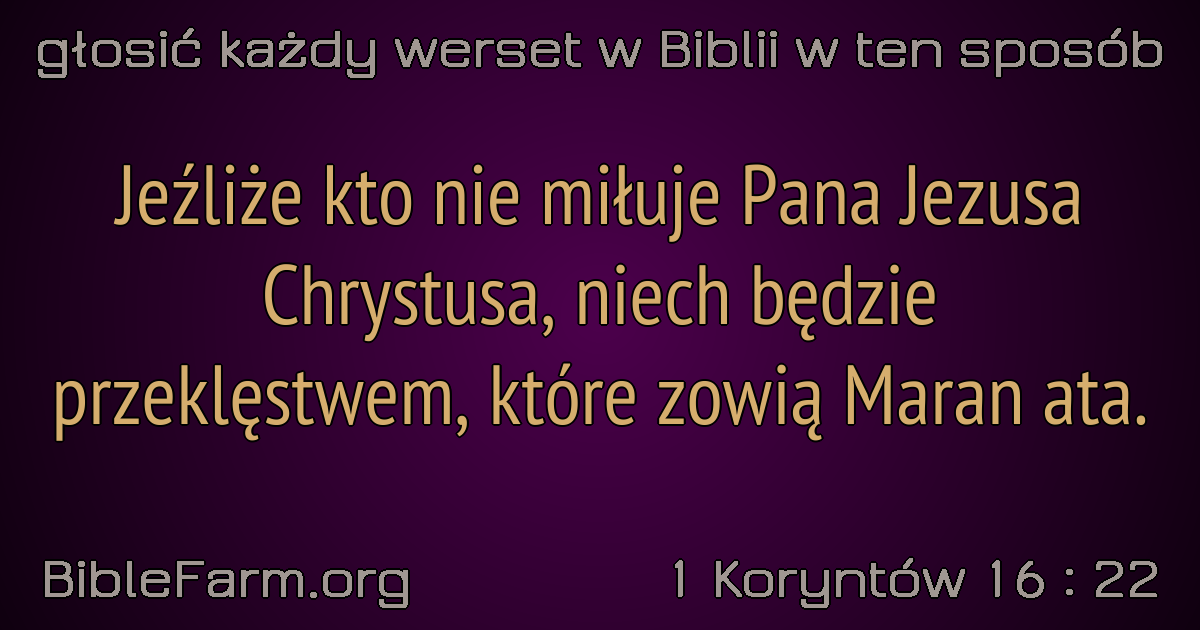 głosić każdy werset w Biblii w ten sposób
Jeźliże kto nie miłuje Pana Jezusa
Chrystusa, niech będzie
przeklęstwem, które zowią Maran ata.
BibleFarm.org
1 Koryntów 16 : 22